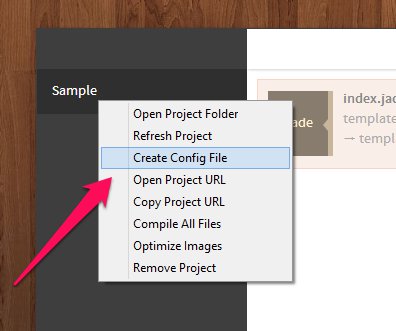 Sample
Open Project Folder
Refresh Project
Create Config File
Open Project URL
Copy Project URL
Compile All Files
Optimize Images
Remove Project
ade
index.jad
template
→ templ